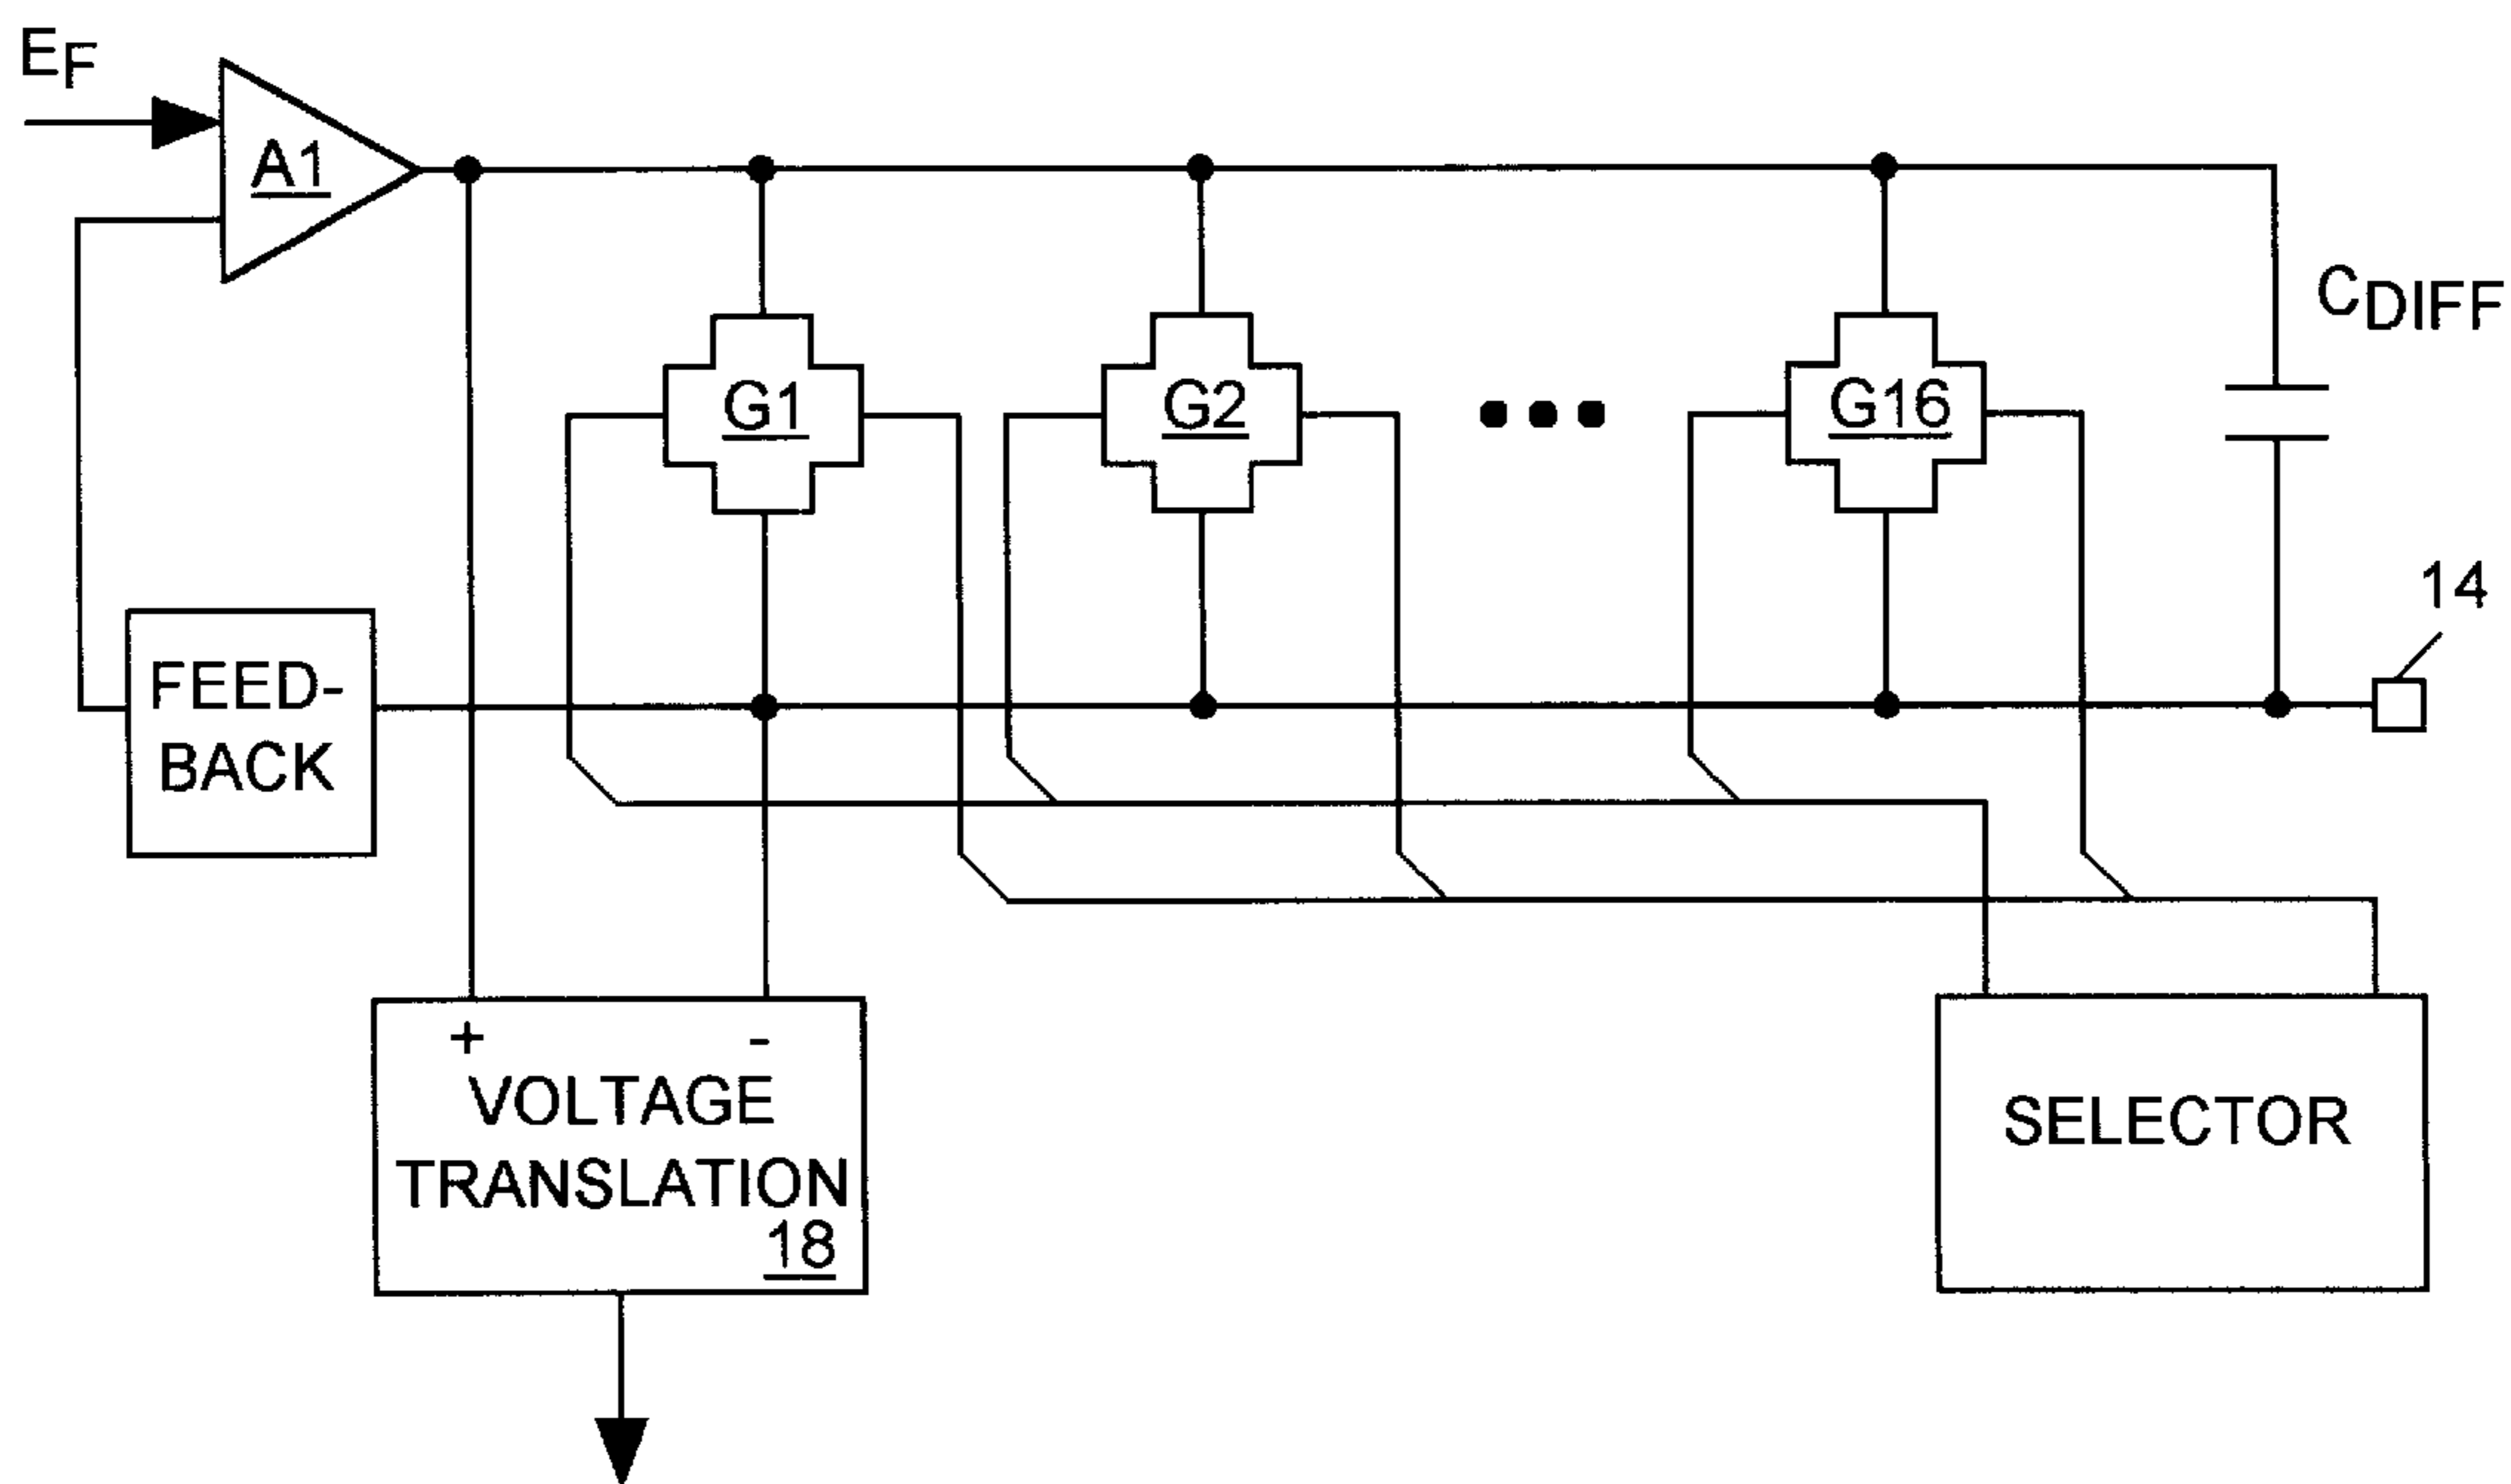 EF
A1
G1
G2
G16
CDIFF
14
FEED-
BACK
+ -
VOLTAGE
TRANSLATION
18
SELECTOR